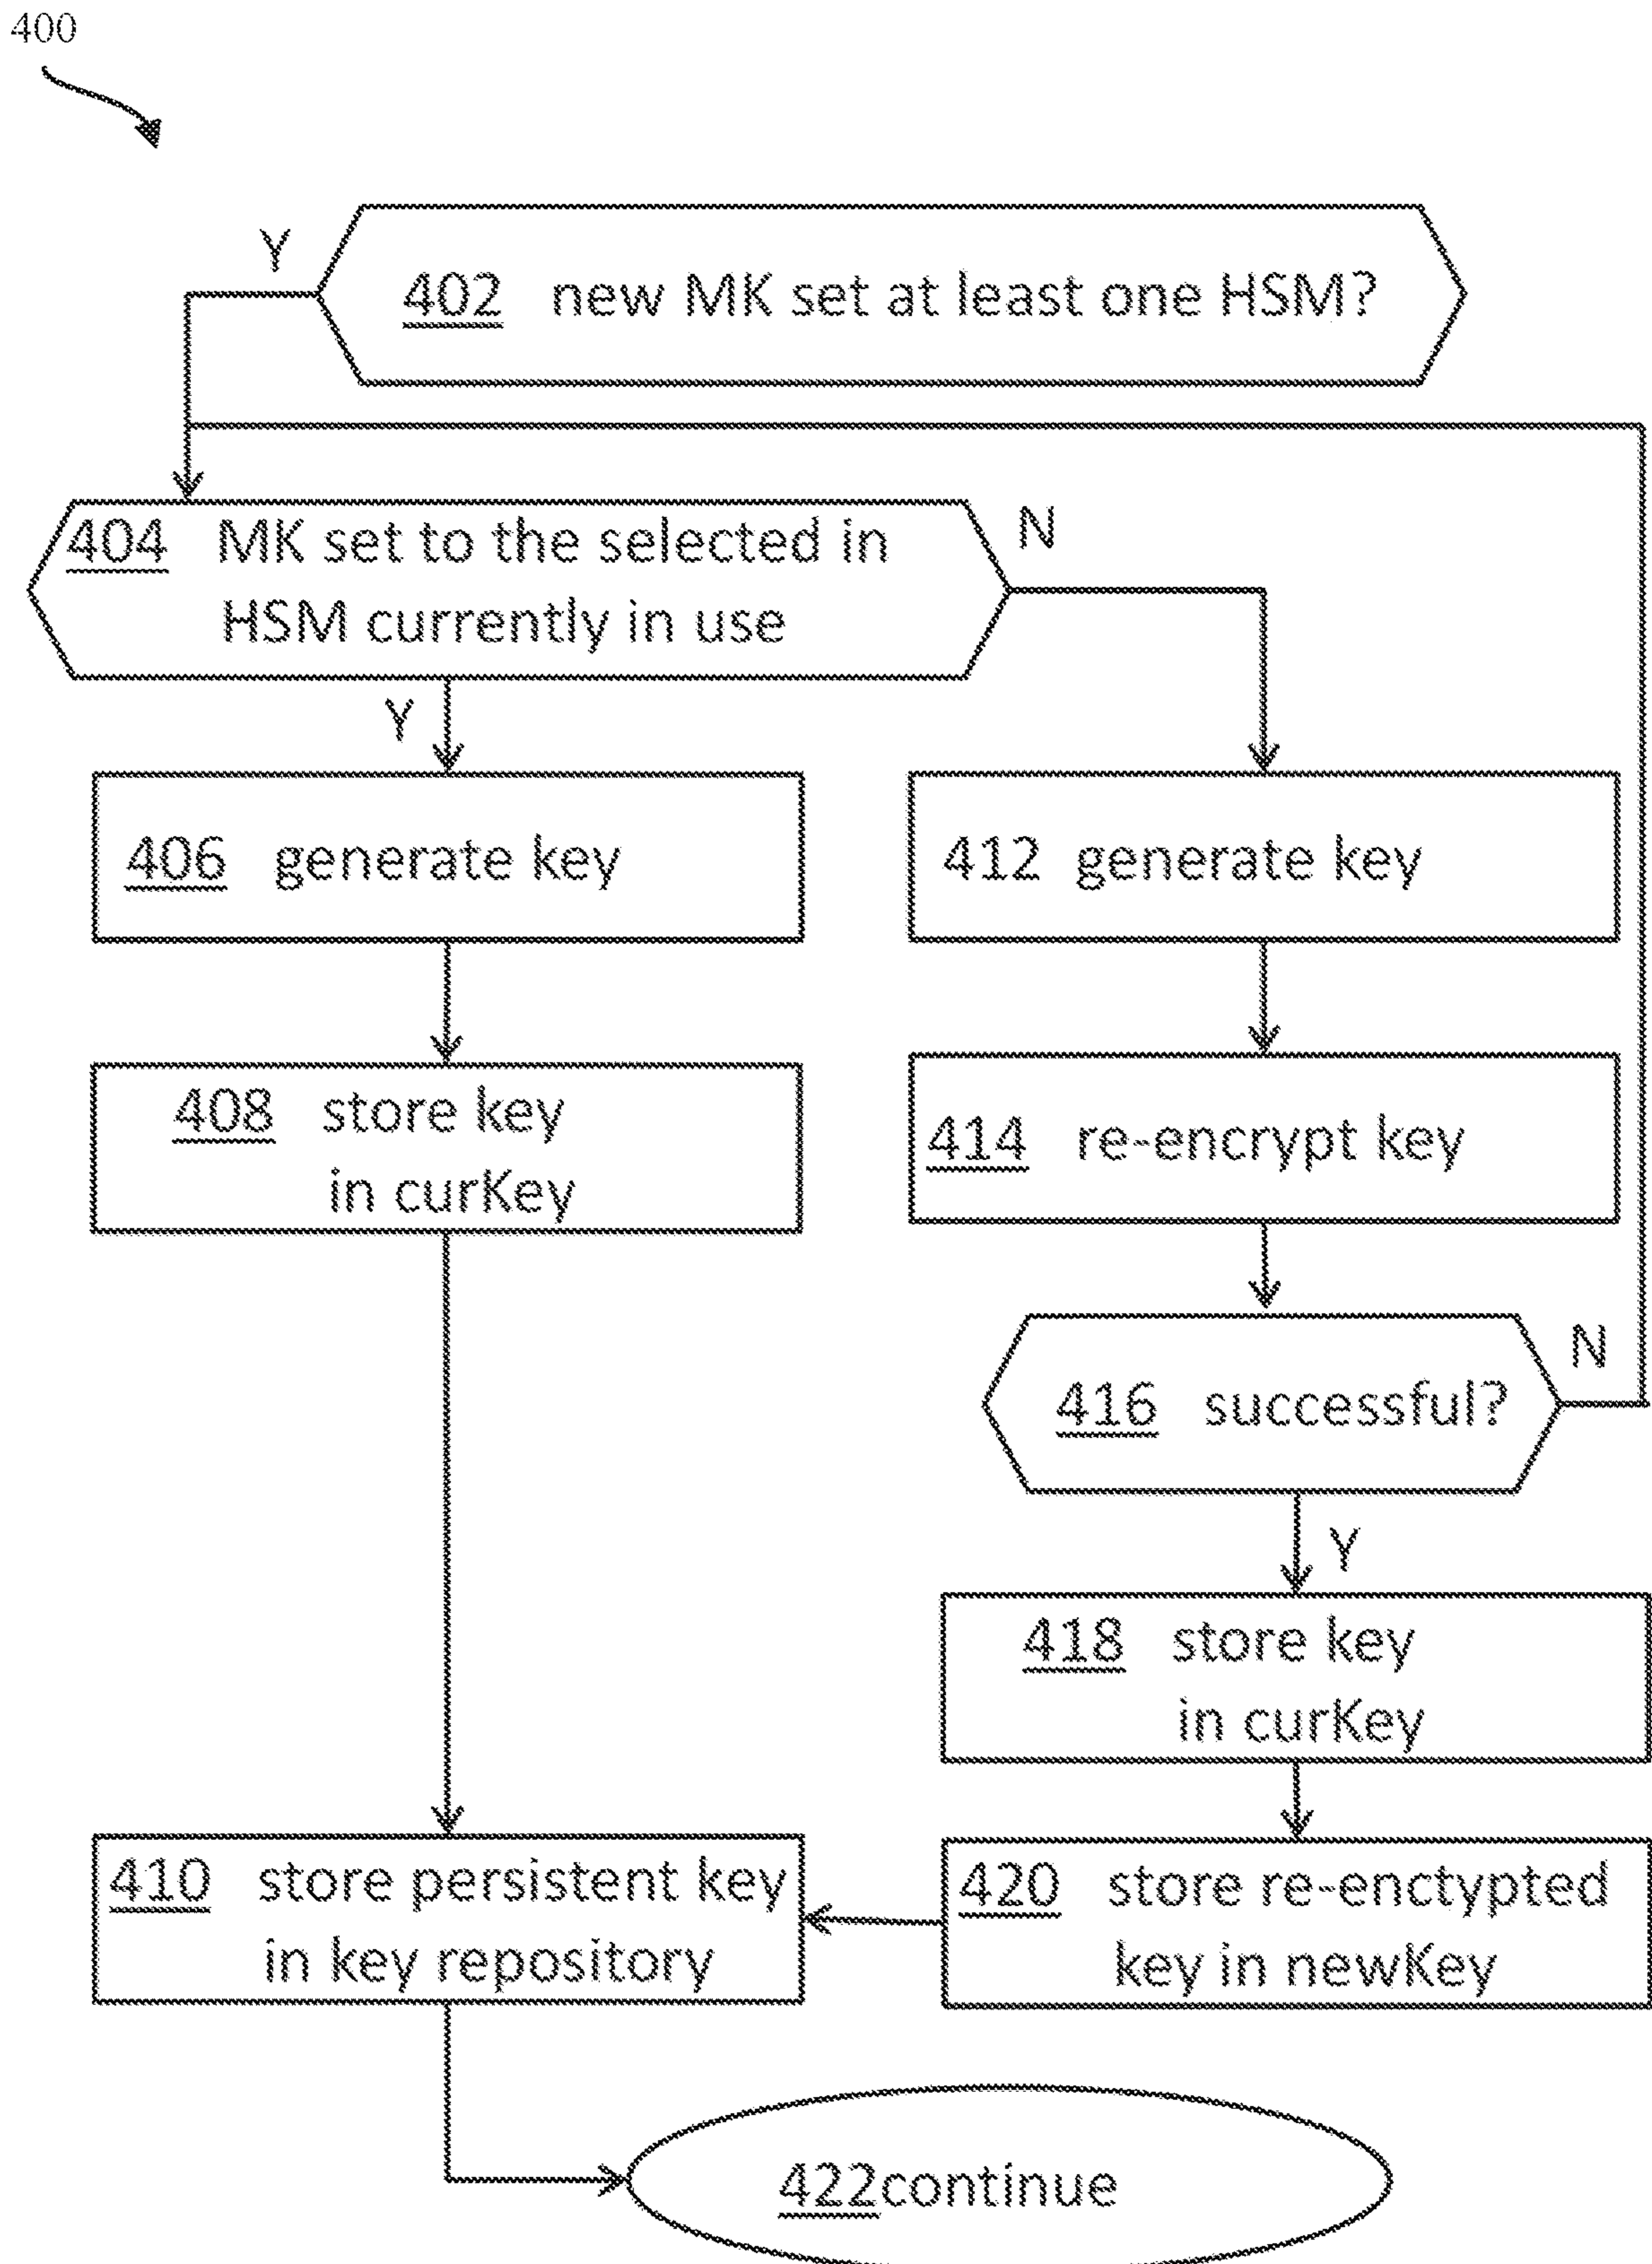 400
Y
402 new MK set at least one HSM?
404 MK set to the selected in
HSM currently in use
N
Y
406 generate key
412 generate key
408 store key
in curKey
414 re-encrypt key
416 successful?
N
Y
418 store key
in curKey
410 store persistent key
in key repository
420 store re-enctypted
key in newKey
422continue